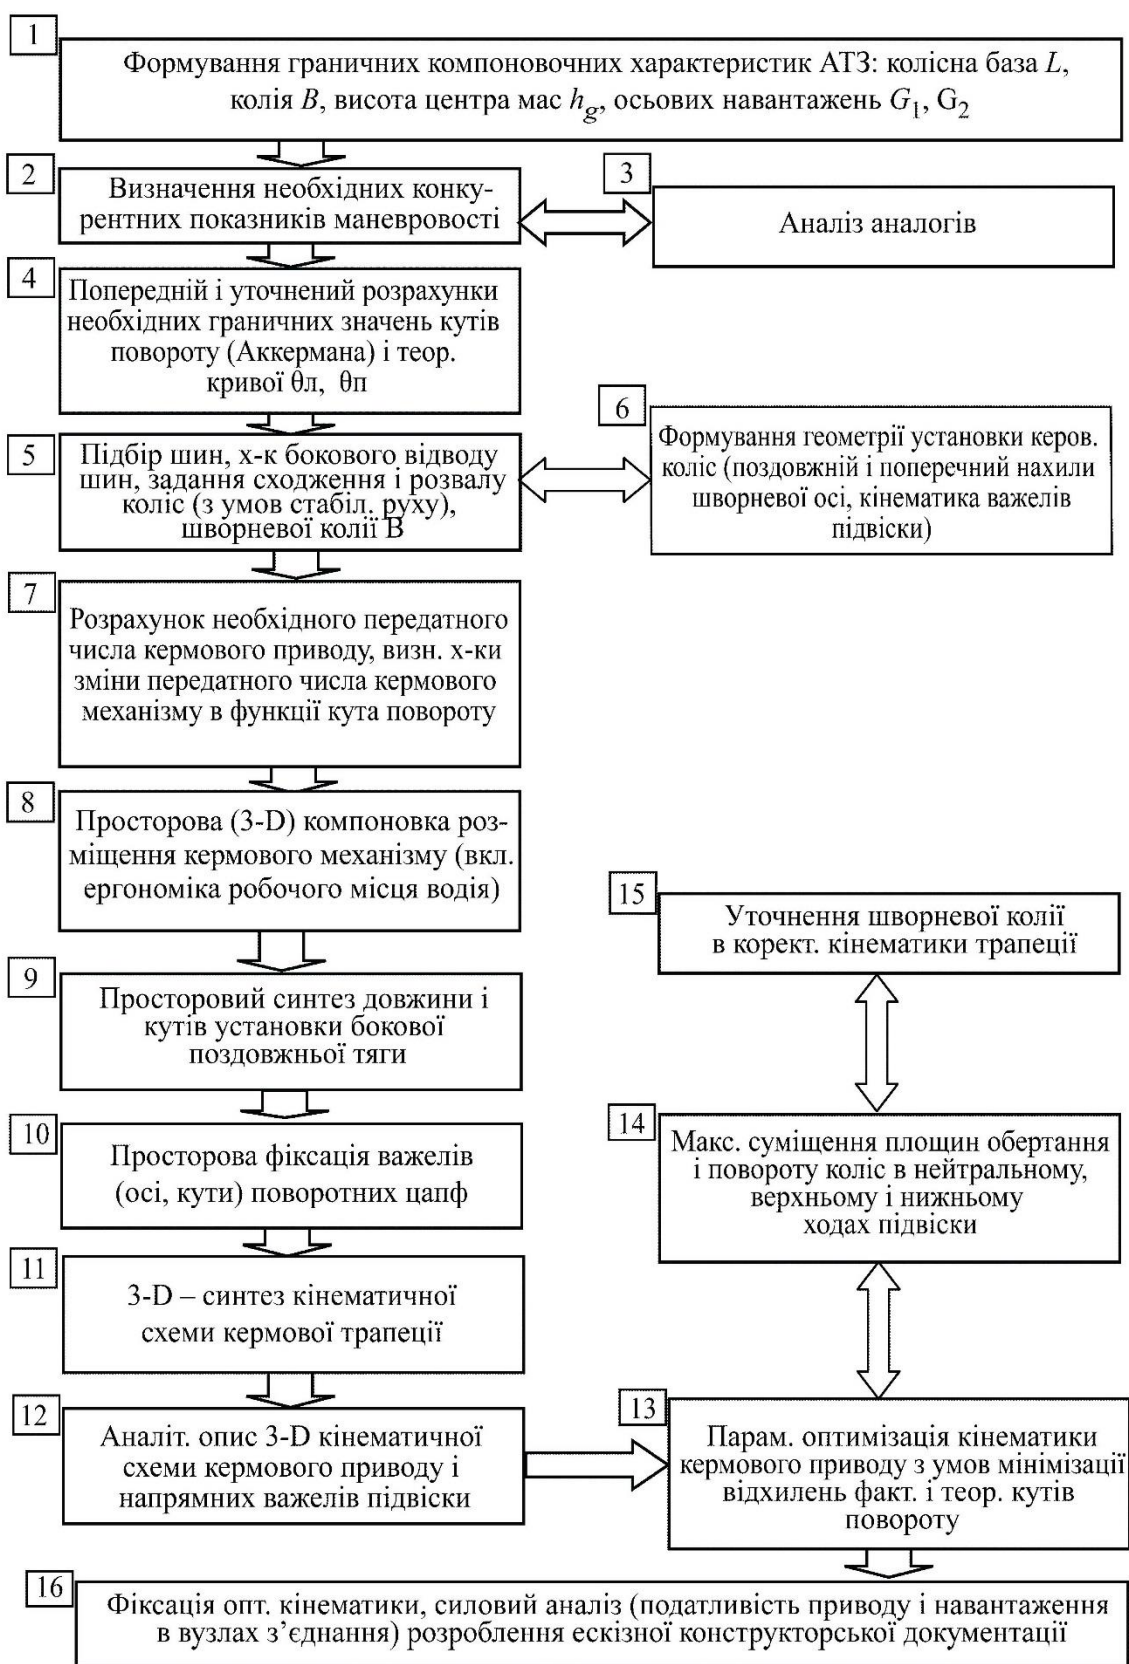 1
Формування граничних компоновочних характеристик АТЗ: колісна база L,
колія B, висота центра мас hg, осьових навантажень G1, G2
2
Визначення необхідних конку-
рентних показників маневровості
3
Аналіз аналогів
4
Попередній і уточнений розрахунки
необхідних граничних значень кутів
повороту (Аккермана) і теор.
кривої θл, θп
5
Підбір шин, х-к бокового відводу
шин, задання сходження і розвалу
коліс (з умов стабіл. руху),
шворневої колії В
6
Формування геометрії установки керов.
коліс (поздовжній і поперечний нахили
шворневої осі, кінематика важелів
підвіски)
7
Розрахунок необхідного передатного
числа кермового приводу, визн. х-ки
зміни передатного числа кермового
механізму в функції кута повороту
8
Просторова (3-D) компоновка роз-
міщення кермового механізму (вкл.
ергономіка робочого місця водія)
9
Просторовий синтез довжини і
кутів установки бокової
поздовжньої тяги
10
Просторова фіксація важелів
(осі, кути) поворотних цапф
11
3-D – синтез кінематичної
схеми кермової трапеції
12
Аналіт. опис 3-D кінематичної
схеми кермового приводу і
напрямних важелів підвіски
15
Уточнення шворневої колії
в корект. кінематики трапеції
14
Макс. суміщення площин обертання
і повороту коліс в нейтральному,
верхньому і нижньому
ходах підвіски
13
Парам. оптимізація кінематики
кермового приводу з умов мінімізації
відхилень факт. і теор. кутів
повороту
16
Фіксація опт. кінематики, силовий аналіз (податливість приводу і навантаження
в вузлах з’єднання) розроблення ескізної конструкторської документації